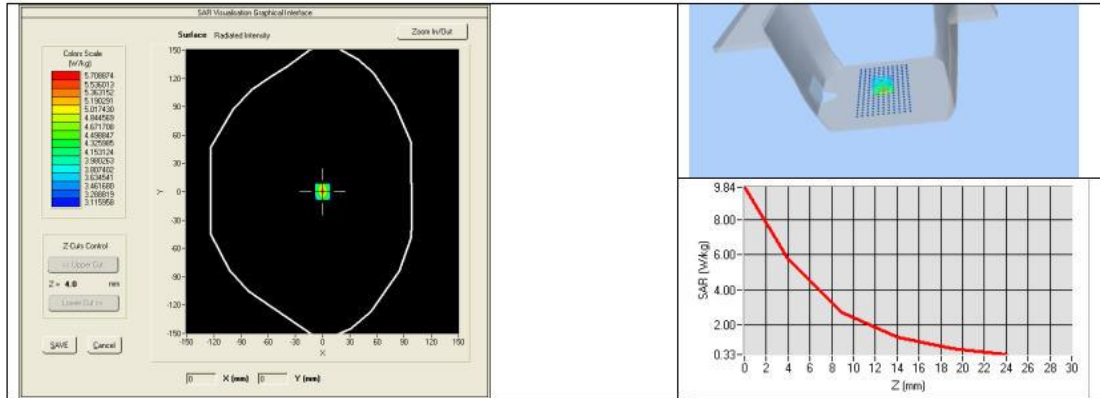 SAR Visualisation Graphical Interface
Surface Radiated Intensity
Zoom In/Out
Colors Scale
(W/kg)
5.708874
5.536013
5.363152
5.190291
5.017430
4.844569
4.671708
4.498847
4.325985
4.153124
3.980263
3.807402
3.634541
3.461680
3.288819
3.115958
Z-Cuts Control
<< Upper Cut
Z = 4.0 mm
Lower Cut >>
SAVE Cancel
150
120
90
60
30
0
-30
-60
-90
-120
-150
Y
-150 -120 -90 -60 -30 0 30 60 90 120 150
X
0 X (mm) 0 Y (mm)
9.84
8.00
6.00
4.00
2.00
0.33
SAR (W/kg)
0 2 4 6 8 10 12 14 16 18 20 22 24 26 28 30
Z (mm)